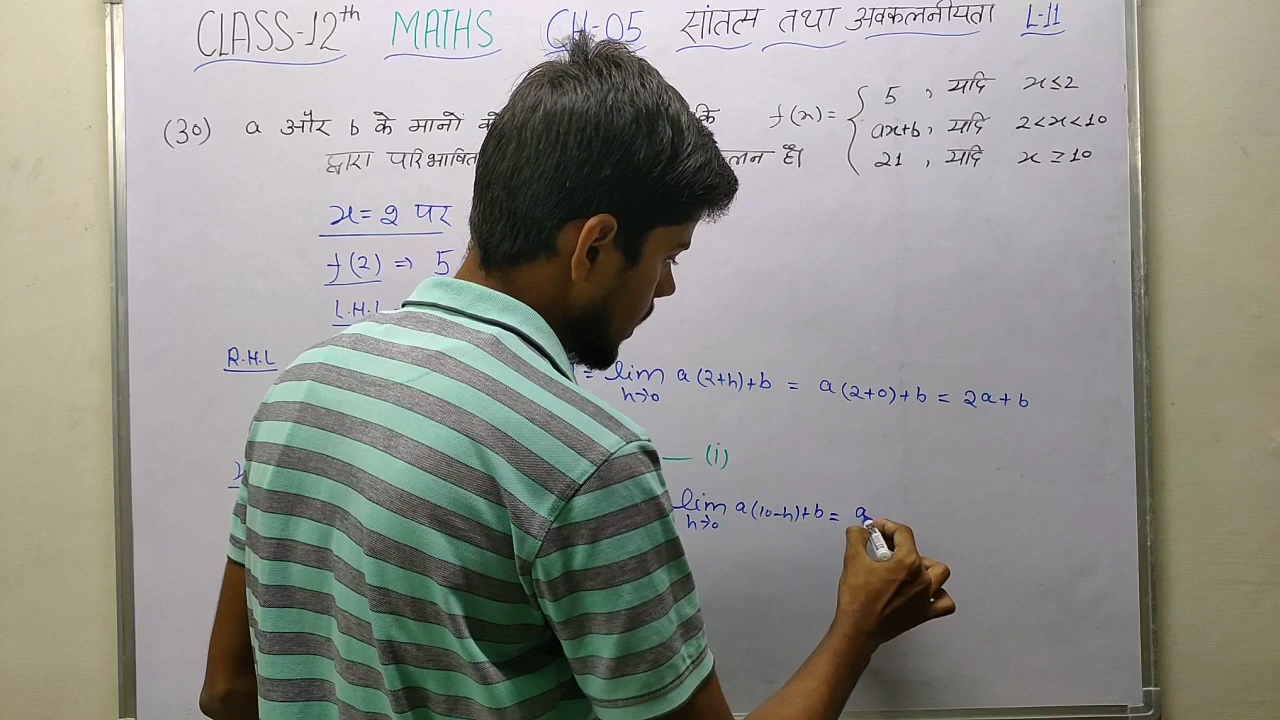 CLASS-12th MATHS CH-05 सांतत्य तथा अवकलनीयता L-11
(30) a और b के मानों f(x) = { 5, यदि x ≤ 2
ax+b, यदि 2<x<10
द्वारा परिभाषित है। 21, यदि x ≥ 10
x = 2 पर
f(2) ⇒ 5
L.H.L
R.H.L = lim h→0 a(2+h)+b = a(2+0)+b = 2a+b
— (i)
lim h→0 a(10-h)+b = a